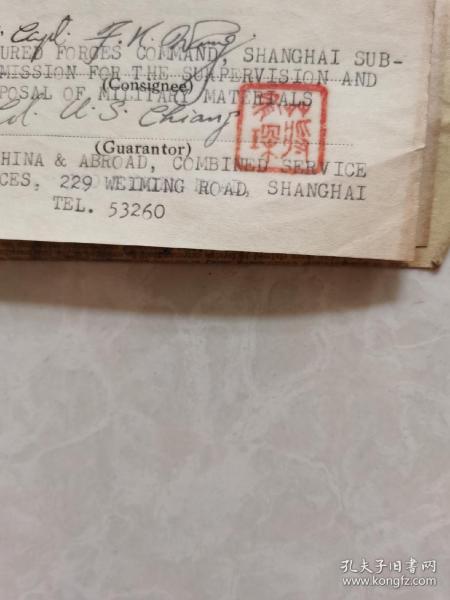 Capt. F. K. Wang
URED FORCES COMMAND, SHANGHAI SUB-
MISSION FOR THE SUPERVISION AND
(Consignee)
POSAL OF MILITARY MATERIALS
Col. U. S. Chiang
(Guarantor)
HINA & ABROAD, COMBINED SERVICE
CES, 229 WEIMING ROAD, SHANGHAI
TEL. 53260
孔夫子旧书网
www.kongfz.com